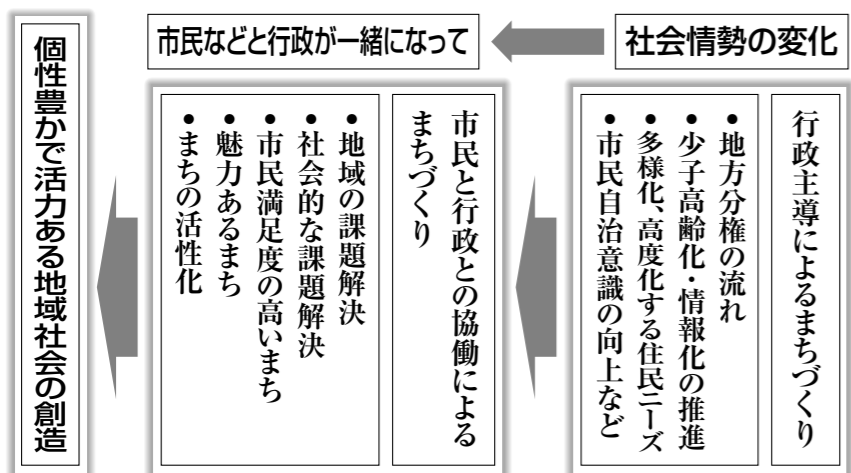 社会情勢の変化
行政主導によるまちづくり
●地方分権の流れ
●少子高齢化・情報化の推進
●多様化、高度化する住民ニーズ
●市民自治意識の向上など
市民などと行政が一緒になって
市民と行政との協働による
まちづくり
●地域の課題解決
●社会的な課題解決
●市民満足度の高いまち
●魅力あるまち
●まちの活性化
個性豊かで活力ある地域社会の創造